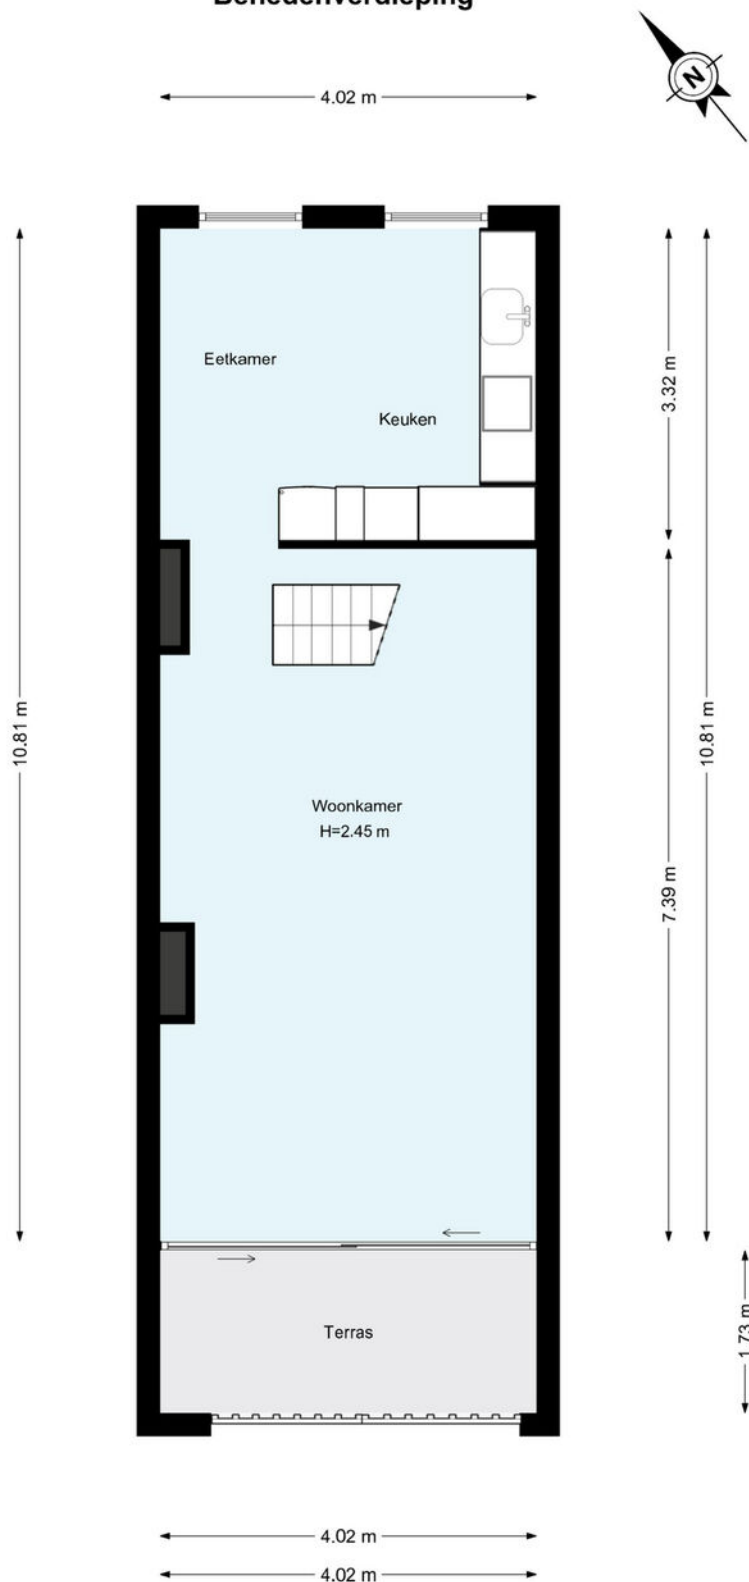 Benedenverdieping
N
4.02 m
Eetkamer
Keuken
3.32 m
10.81 m
10.81 m
Woonkamer
H=2.45 m
7.39 m
Terras
1.73 m
4.02 m
4.02 m